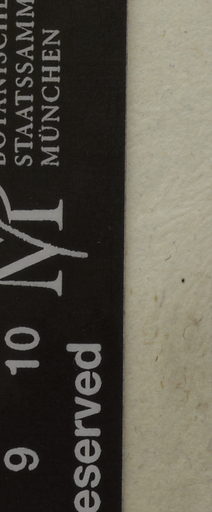 BOTANISCHE
STAATSSAMM
MÜNCHEN
M
9 10
eserved